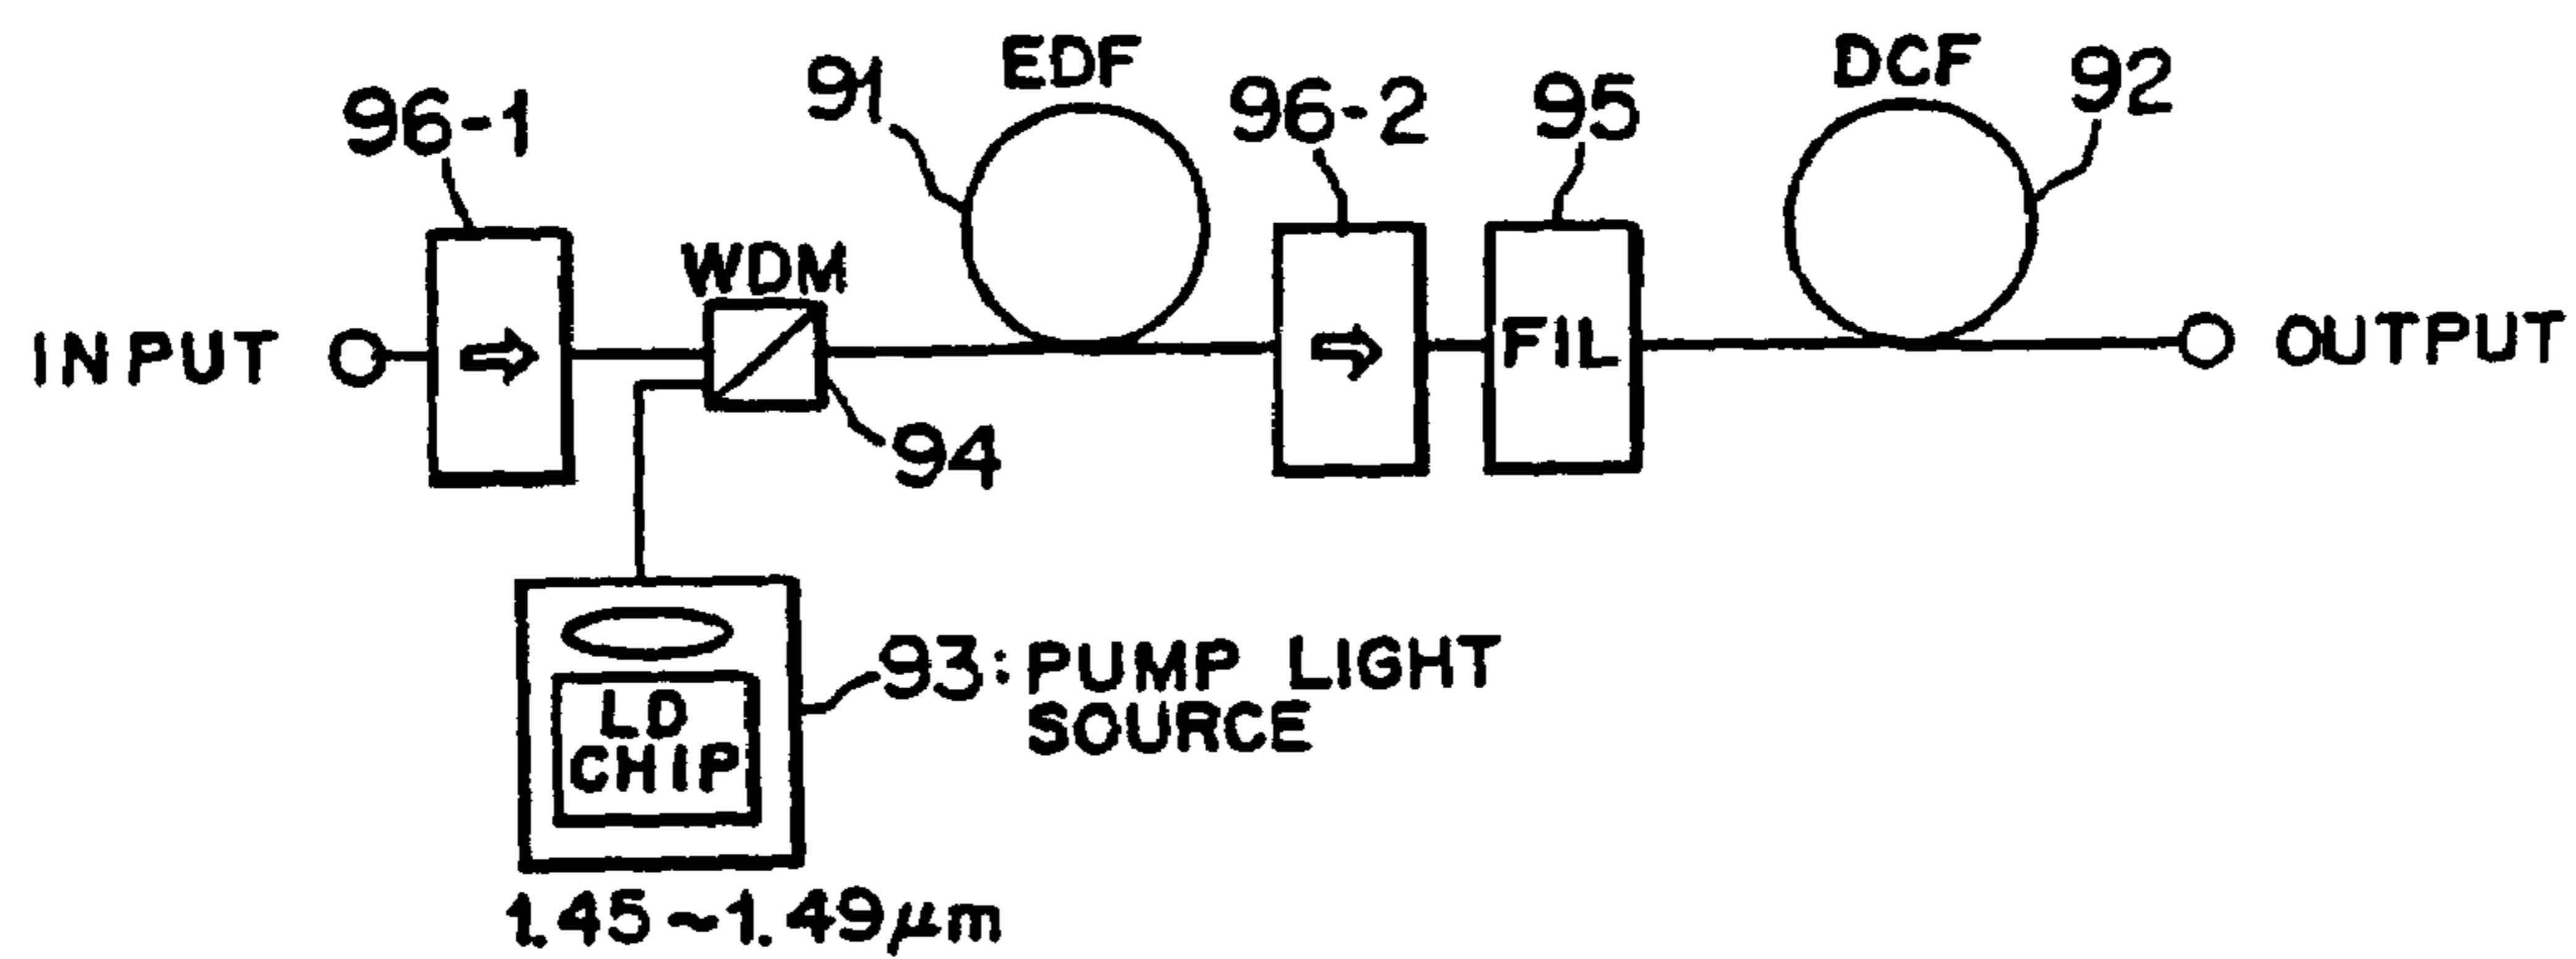 EDF
DCF
91
92
96-1
96-2
95
WDM
INPUT
FIL
OUTPUT
94
93: PUMP LIGHT
SOURCE
LD
CHIP
1.45~1.49μm